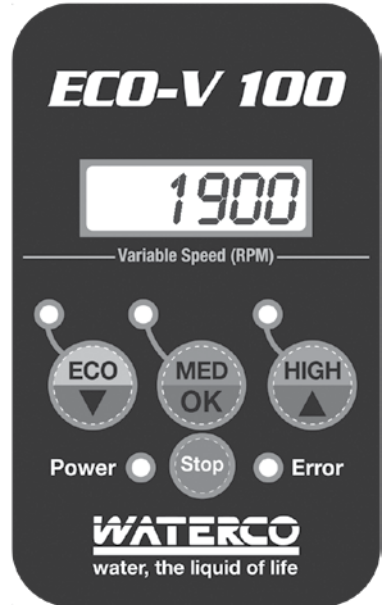 ECO-V 100
1900
Variable Speed (RPM)
ECO MED HIGH
OK
Power Stop Error
WATERCO
water, the liquid of life